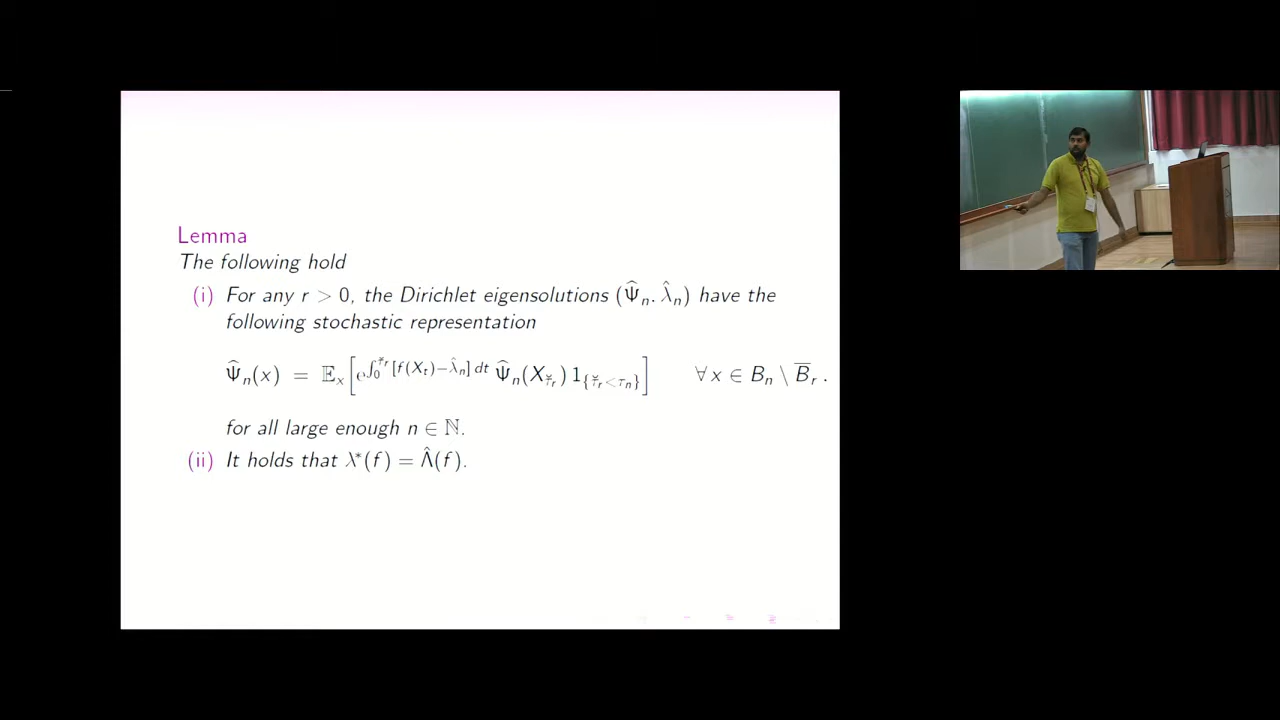 Lemma
The following hold
(i) For any r > 0, the Dirichlet eigensolutions (Ψ̂ₙ. λ̂ₙ) have the
following stochastic representation
Ψ̂ₙ(x) = 𝔼ₓ[e^{∫₀^{τ̆ᵣ} [f(Xₜ)−λ̂ₙ] dt} Ψ̂ₙ(X_{τ̆ᵣ}) 1_{{τ̆ᵣ<τₙ}}] ∀ x ∈ Bₙ \ B̅ᵣ .
for all large enough n ∈ ℕ.
(ii) It holds that λ*(f) = Λ̂(f).